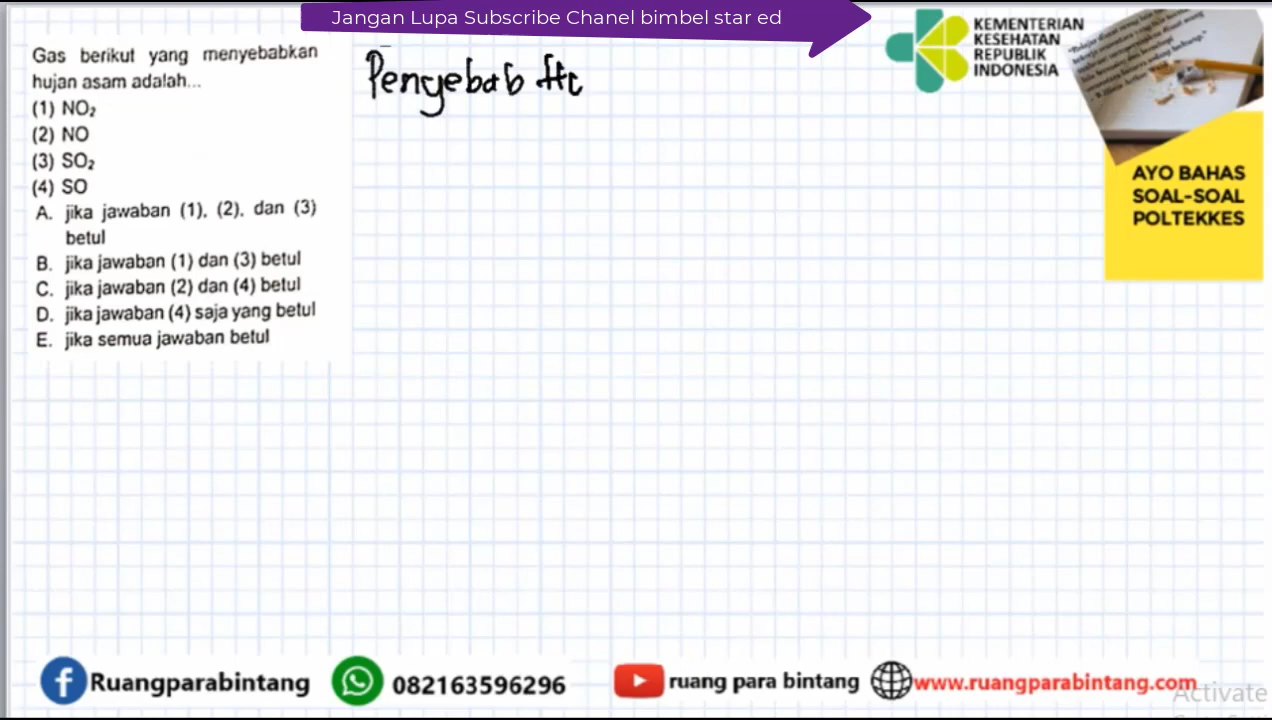 Jangan Lupa Subscribe Chanel bimbel star ed
KEMENTERIAN
KESEHATAN
REPUBLIK
INDONESIA
Gas berikut yang menyebabkan
hujan asam adalah...
(1) NO₂
(2) NO
(3) SO₂
(4) SO
A. jika jawaban (1), (2), dan (3)
betul
B. jika jawaban (1) dan (3) betul
C. jika jawaban (2) dan (4) betul
D. jika jawaban (4) saja yang betul
E. jika semua jawaban betul
Penyebab
AYO BAHAS
SOAL-SOAL
POLTEKKES
Ruangparabintang
082163596296
ruang para bintang
www.ruangparabintang.com
Activate